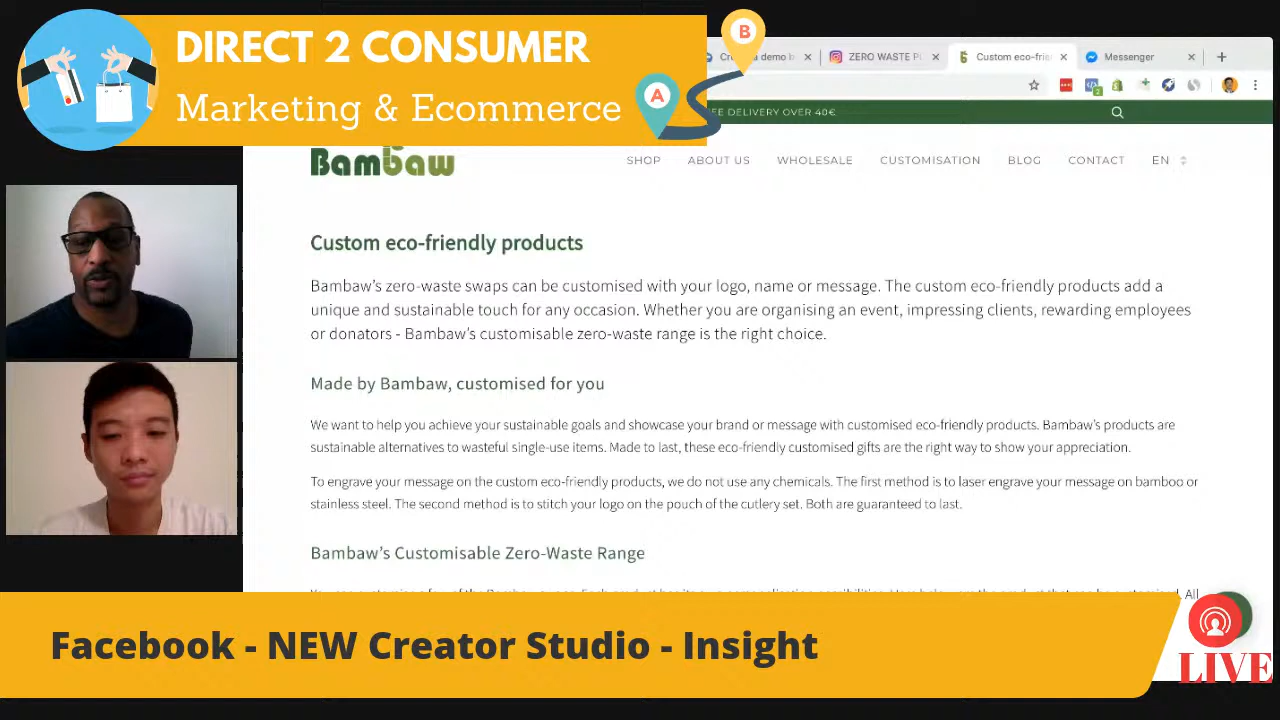 DIRECT 2 CONSUMER
Marketing & Ecommerce
A
B
demo b
ZERO WASTE
Custom eco-frie
Messenger
DELIVERY OVER 40€
Bambaw
SHOP ABOUT US WHOLESALE CUSTOMISATION BLOG CONTACT EN
Custom eco-friendly products
Bambaw's zero-waste swaps can be customised with your logo, name or message. The custom eco-friendly products add a
unique and sustainable touch for any occasion. Whether you are organising an event, impressing clients, rewarding employees
or donators - Bambaw's customisable zero-waste range is the right choice.
Made by Bambaw, customised for you
We want to help you achieve your sustainable goals and showcase your brand or message with customised eco-friendly products. Bambaw's products are
sustainable alternatives to wasteful single-use items. Made to last, these eco-friendly customised gifts are the right way to show your appreciation.
To engrave your message on the custom eco-friendly products, we do not use any chemicals. The first method is to laser engrave your message on bamboo or
stainless steel. The second method is to stitch your logo on the pouch of the cutlery set. Both are guaranteed to last.
Bambaw's Customisable Zero-Waste Range
All
Facebook - NEW Creator Studio - Insight
LIVE